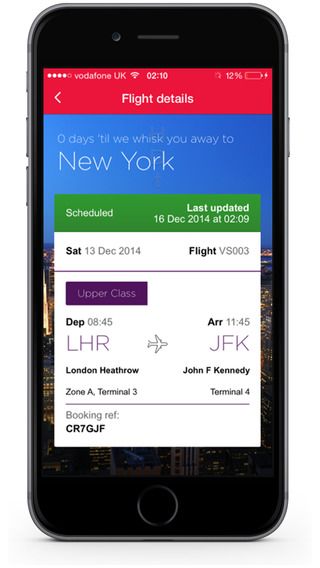 vodafone UK 02:10 12%
Flight details
0 days 'til we whisk you away to
New York
Scheduled Last updated
16 Dec 2014 at 02:09
Sat 13 Dec 2014 Flight VS003
Upper Class
Dep 08:45 Arr 11:45
LHR JFK
London Heathrow John F Kennedy
Zone A, Terminal 3 Terminal 4
Booking ref:
CR7GJF